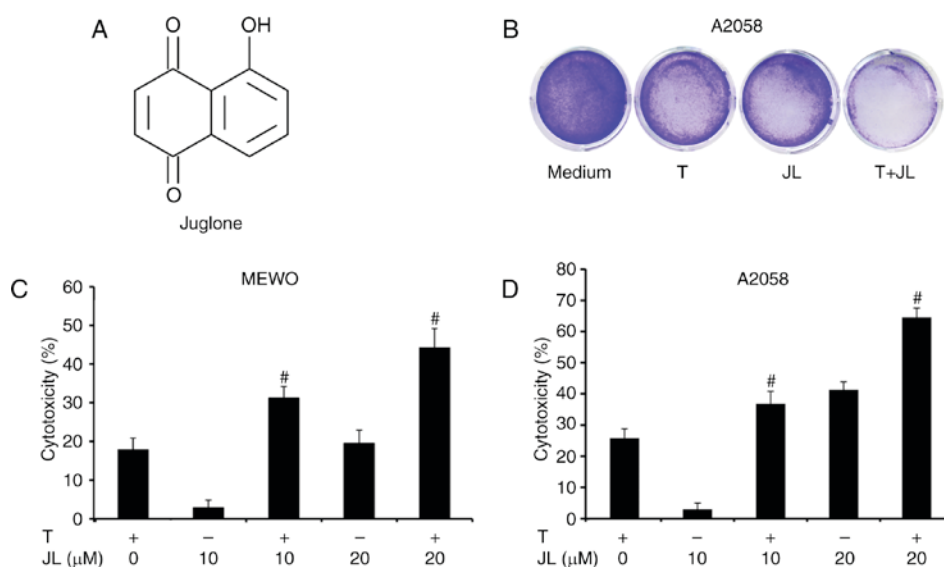 A
O
OH
O
Juglone
B
A2058
Medium T JL T+JL
C
MEWO
Cytotoxicity (%)
60
50
40
30
20
10
0
#
#
T + − + − +
JL (µM) 0 10 10 20 20
D
A2058
Cytotoxicity (%)
80
70
60
50
40
30
20
10
0
#
#
T + − + − +
JL (µM) 0 10 10 20 20